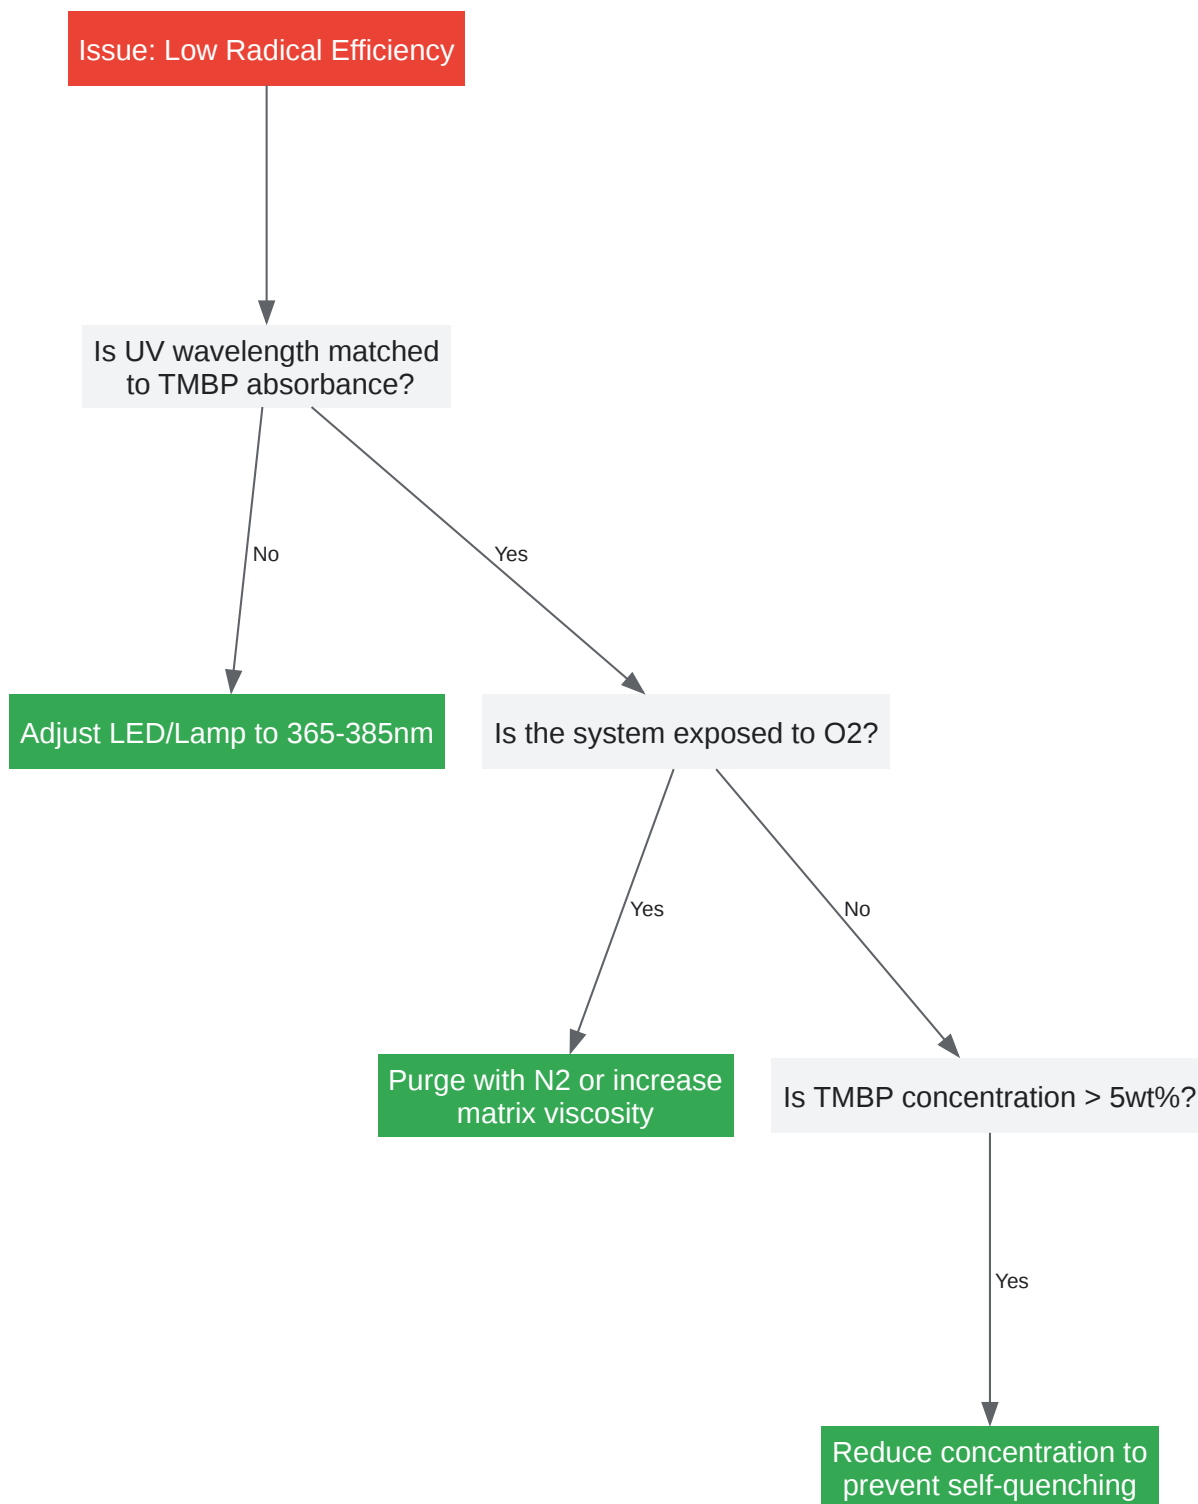 Issue: Low Radical Efficiency
Is UV wavelength matched
to TMBP absorbance?
No
Yes
Adjust LED/Lamp to 365-385nm
Is the system exposed to O2?
Yes
No
Purge with N2 or increase
matrix viscosity
Is TMBP concentration > 5wt%?
Yes
Reduce concentration to
prevent self-quenching